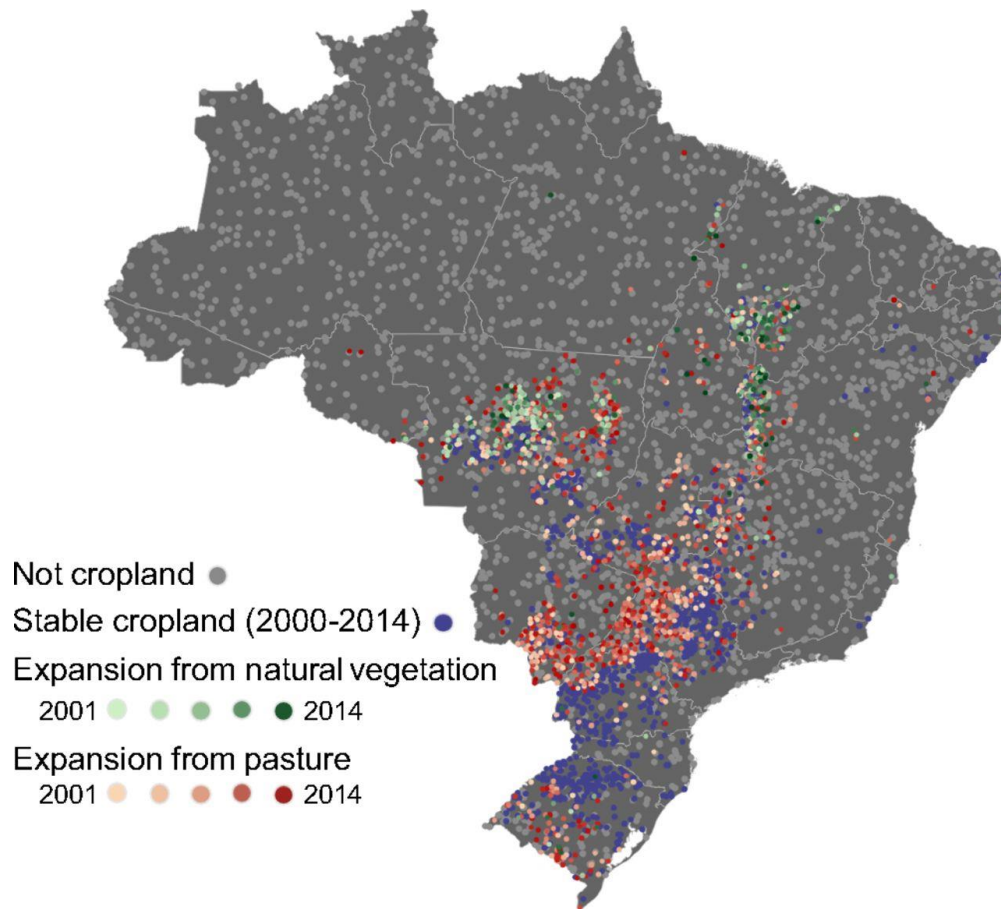 Not cropland
Stable cropland (2000-2014)
Expansion from natural vegetation
2001 2014
Expansion from pasture
2001 2014